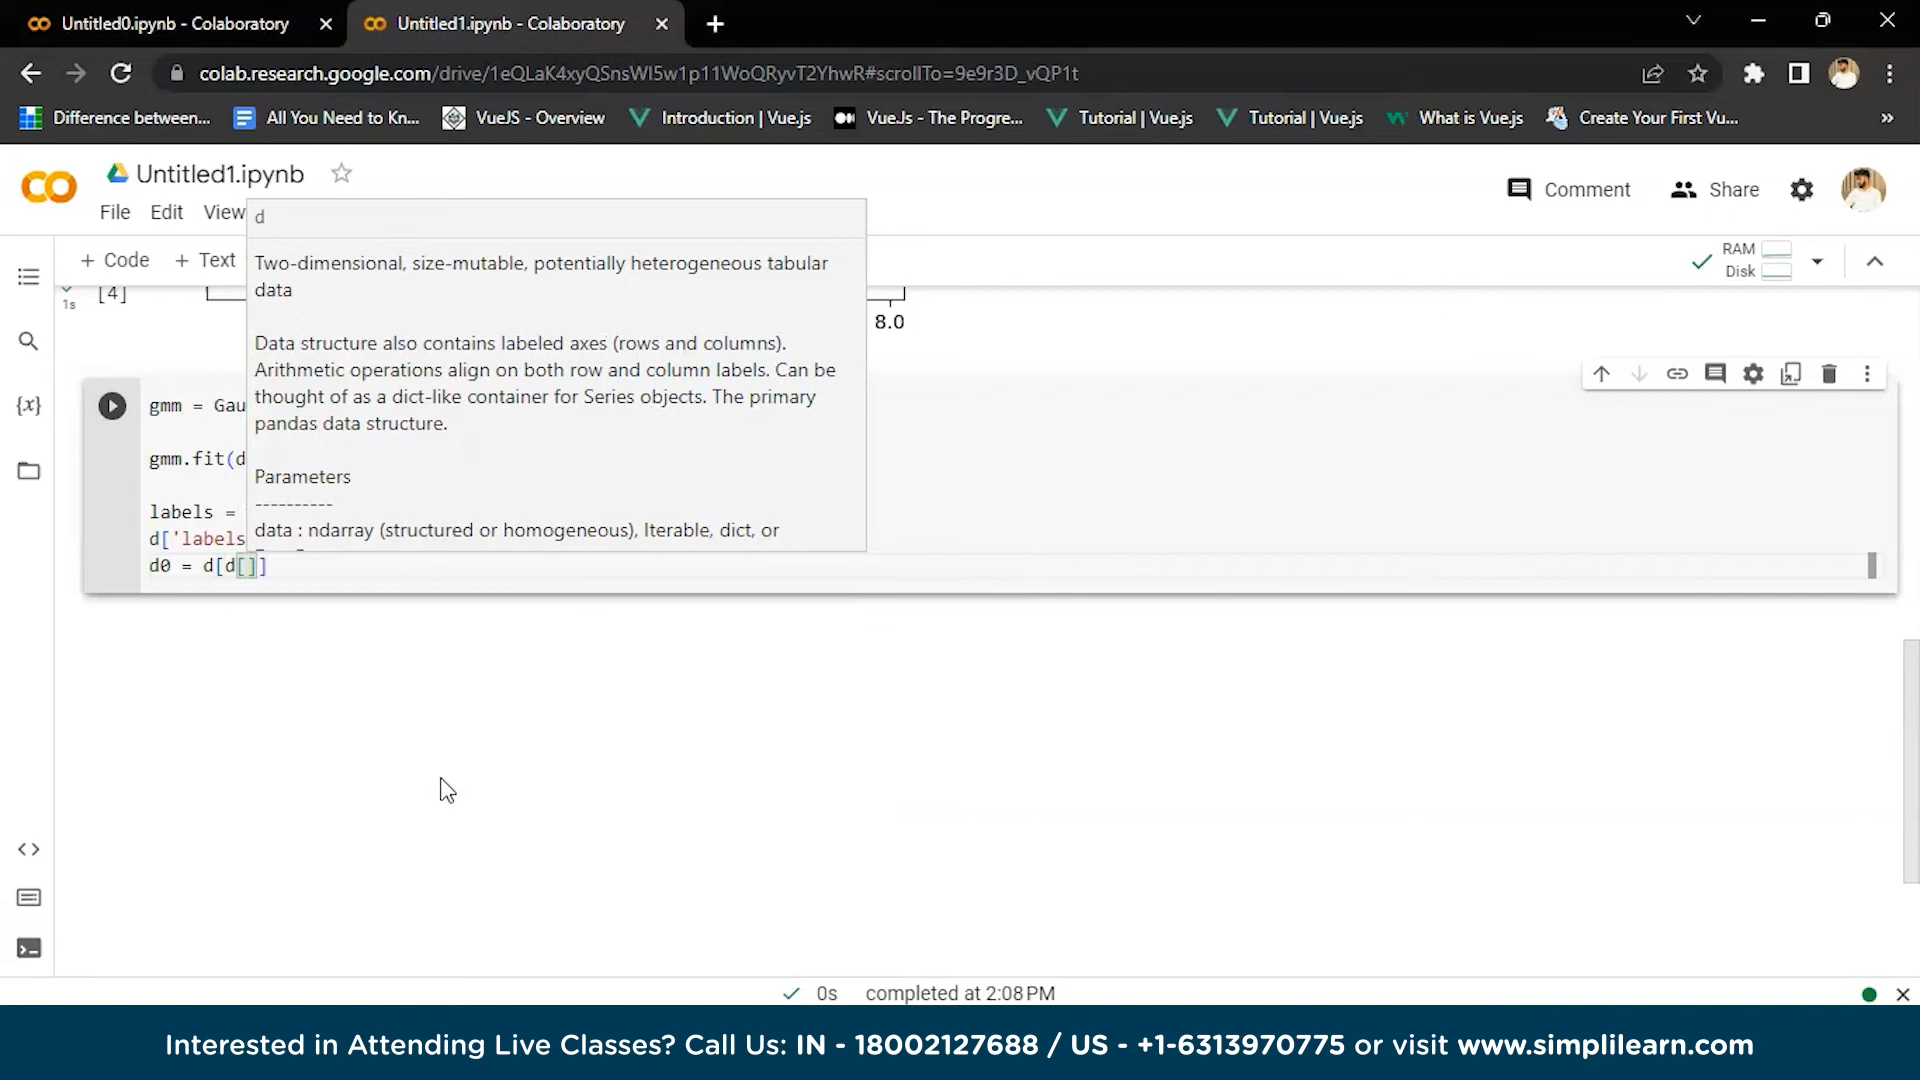 Untitled0.ipynb - Colaboratory
Untitled1.ipynb - Colaboratory
colab.research.google.com/drive/1eQLaK4xyQSnsWl5w1p11WoQRyvT2YhwR#scrollTo=9e9r3D_vQP1t
Difference between...
All You Need to Kn...
VueJS - Overview
Introduction | Vue.js
VueJs - The Progre...
Tutorial | Vue.js
Tutorial | Vue.js
What is Vue.js
Create Your First Vu...
»
CO
Untitled1.ipynb
File Edit View
Comment
Share
+ Code + Text
RAM
Disk
d
Two-dimensional, size-mutable, potentially heterogeneous tabular
data
Data structure also contains labeled axes (rows and columns).
Arithmetic operations align on both row and column labels. Can be
thought of as a dict-like container for Series objects. The primary
pandas data structure.
Parameters
----------
data : ndarray (structured or homogeneous), Iterable, dict, or
1s
[4]
8.0
{x}
gmm = Gau
gmm.fit(d
labels =
d['labels
d0 = d[d[]]
<>
0s completed at 2:08 PM
Interested in Attending Live Classes? Call Us: IN - 18002127688 / US - +1-6313970775 or visit www.simplilearn.com